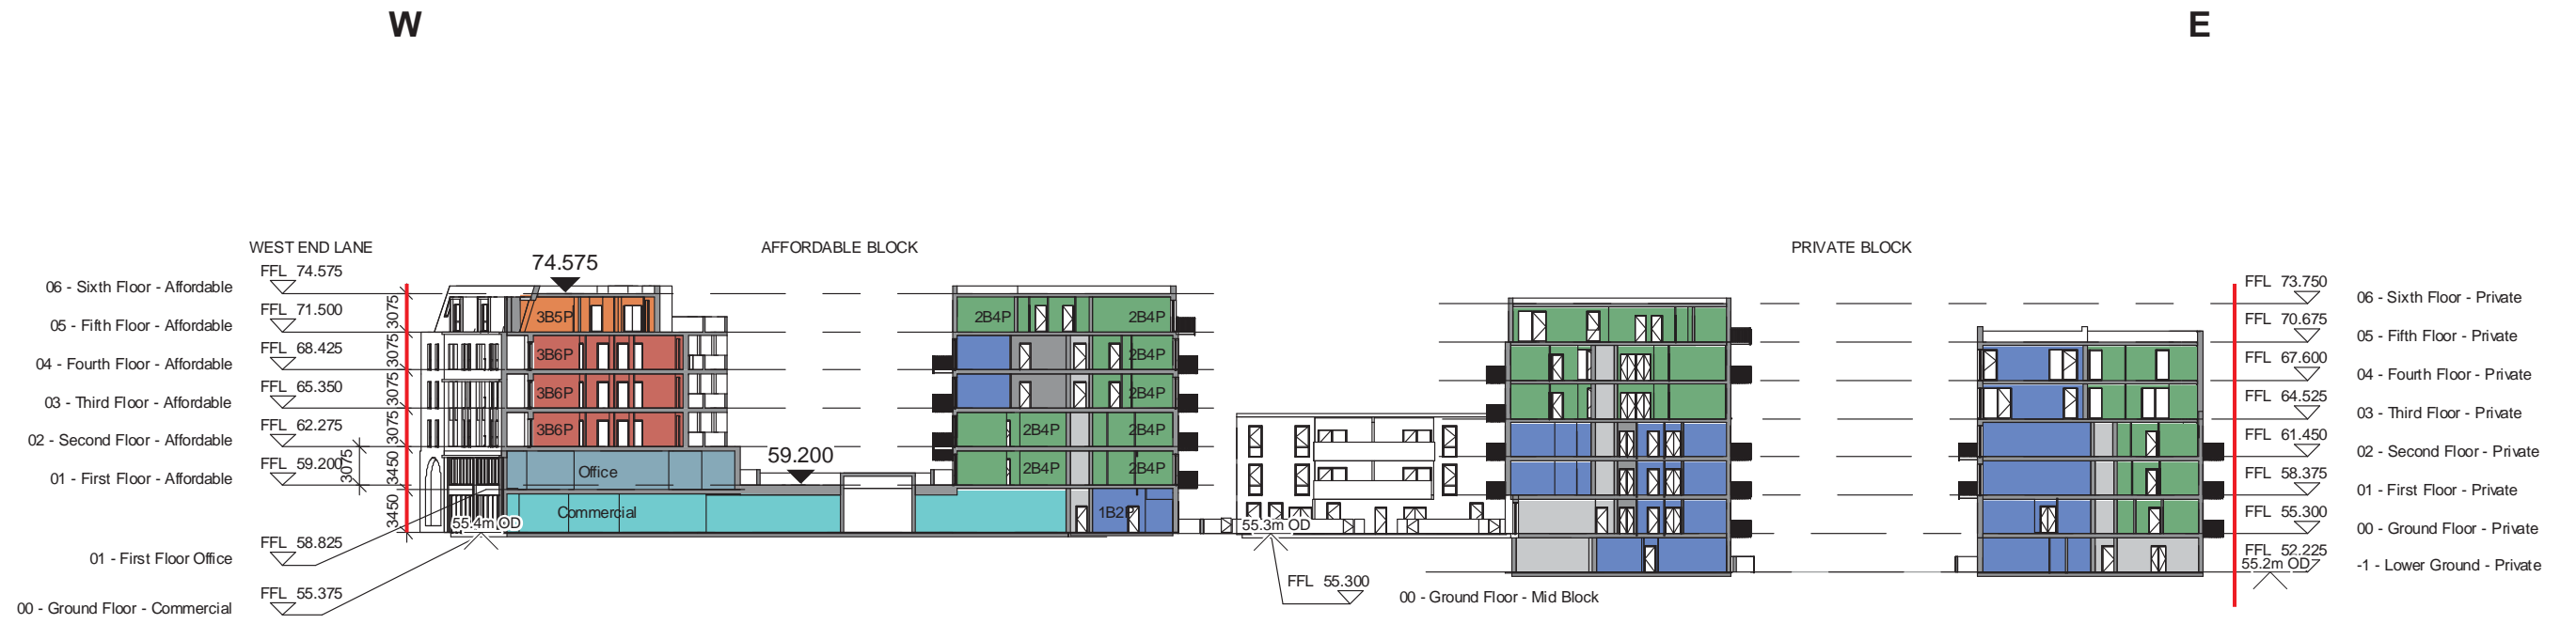 W
E
WEST END LANE
AFFORDABLE BLOCK
PRIVATE BLOCK
06 - Sixth Floor - Affordable
FFL 74.575
05 - Fifth Floor - Affordable
FFL 71.500
04 - Fourth Floor - Affordable
FFL 68.425
03 - Third Floor - Affordable
FFL 65.350
02 - Second Floor - Affordable
FFL 62.275
01 - First Floor - Affordable
FFL 59.200
01 - First Floor Office
FFL 58.825
00 - Ground Floor - Commercial
FFL 55.375
3075
3075
3075
3075
3075
3450
3450
74.575
3B5P
3B6P
3B6P
3B6P
Office
Commercial
55.4m OD
59.200
2B4P
2B4P
2B4P
2B4P
2B4P
2B4P
2B4P
2B4P
1B2P
55.3m OD
FFL 55.300
00 - Ground Floor - Mid Block
FFL 73.750
06 - Sixth Floor - Private
FFL 70.675
05 - Fifth Floor - Private
FFL 67.600
04 - Fourth Floor - Private
FFL 64.525
03 - Third Floor - Private
FFL 61.450
02 - Second Floor - Private
FFL 58.375
01 - First Floor - Private
FFL 55.300
00 - Ground Floor - Private
FFL 52.225
55.2m OD
-1 - Lower Ground - Private